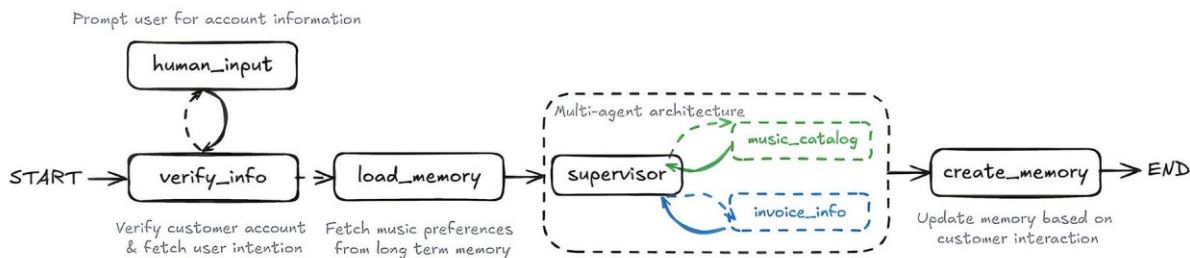 Prompt user for account information
human_input
Multi-agent architecture
music_catalog
START
verify_info
load_memory
supervisor
create_memory
END
invoice_info
Verify customer account
& fetch user intention
Fetch music preferences
from long term memory
Update memory based on
customer interaction